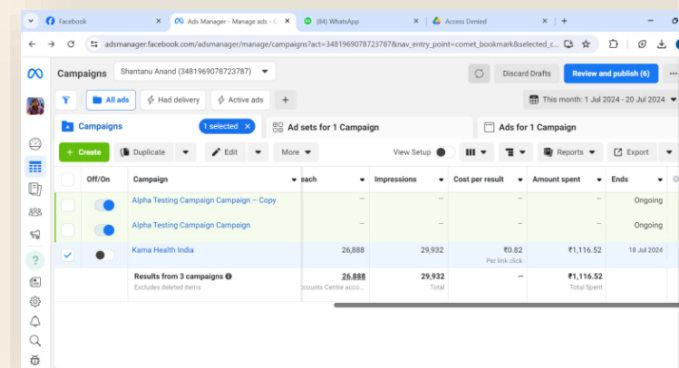 Facebook
Ads Manager - Manage ads - C
(84) WhatsApp
Access Denied
adsmanager.facebook.com/adsmanager/manage/campaigns?act=3481969078723787&nav_entry_point=comet_bookmark&selected_c...
Campaigns
Shantanu Anand (3481969078723787)
Discard Drafts
Review and publish (6)
All ads
Had delivery
Active ads
This month: 1 Jul 2024 - 20 Jul 2024
Campaigns
1 selected
Ad sets for 1 Campaign
Ads for 1 Campaign
+ Create
Duplicate
Edit
More
View Setup
Reports
Export
Off/On
Campaign
each
Impressions
Cost per result
Amount spent
Ends
Alpha Testing Campaign Campaign – Copy
– – – – Ongoing
Alpha Testing Campaign Campaign
– – – – Ongoing
Kama Health India
26,888 29,932 ₹0.82 ₹1,116.52 18 Jul 2024
Per link click
Results from 3 campaigns
26,888 29,932 – ₹1,116.52
Excludes deleted items
counts Centre acco...
Total
Total Spent